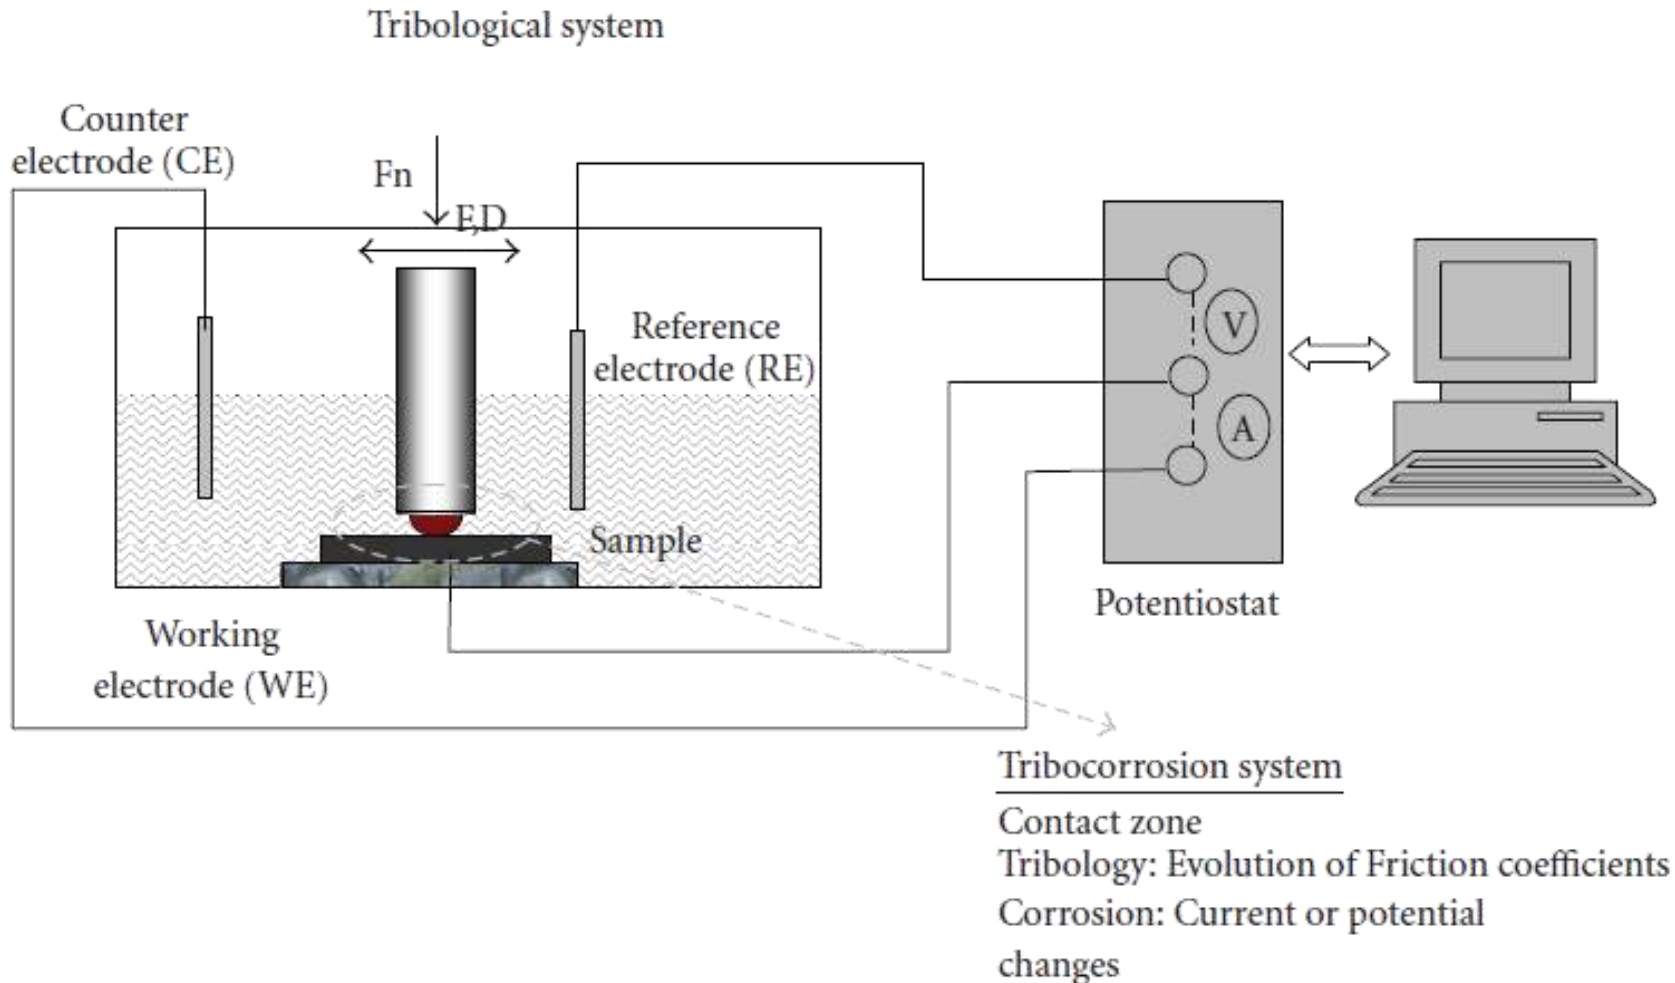 Tribological system
Counter
electrode (CE)
Fn
F,D
Reference
electrode (RE)
V
A
Sample
Potentiostat
Working
electrode (WE)
Tribocorrosion system
Contact zone
Tribology: Evolution of Friction coefficients
Corrosion: Current or potential
changes